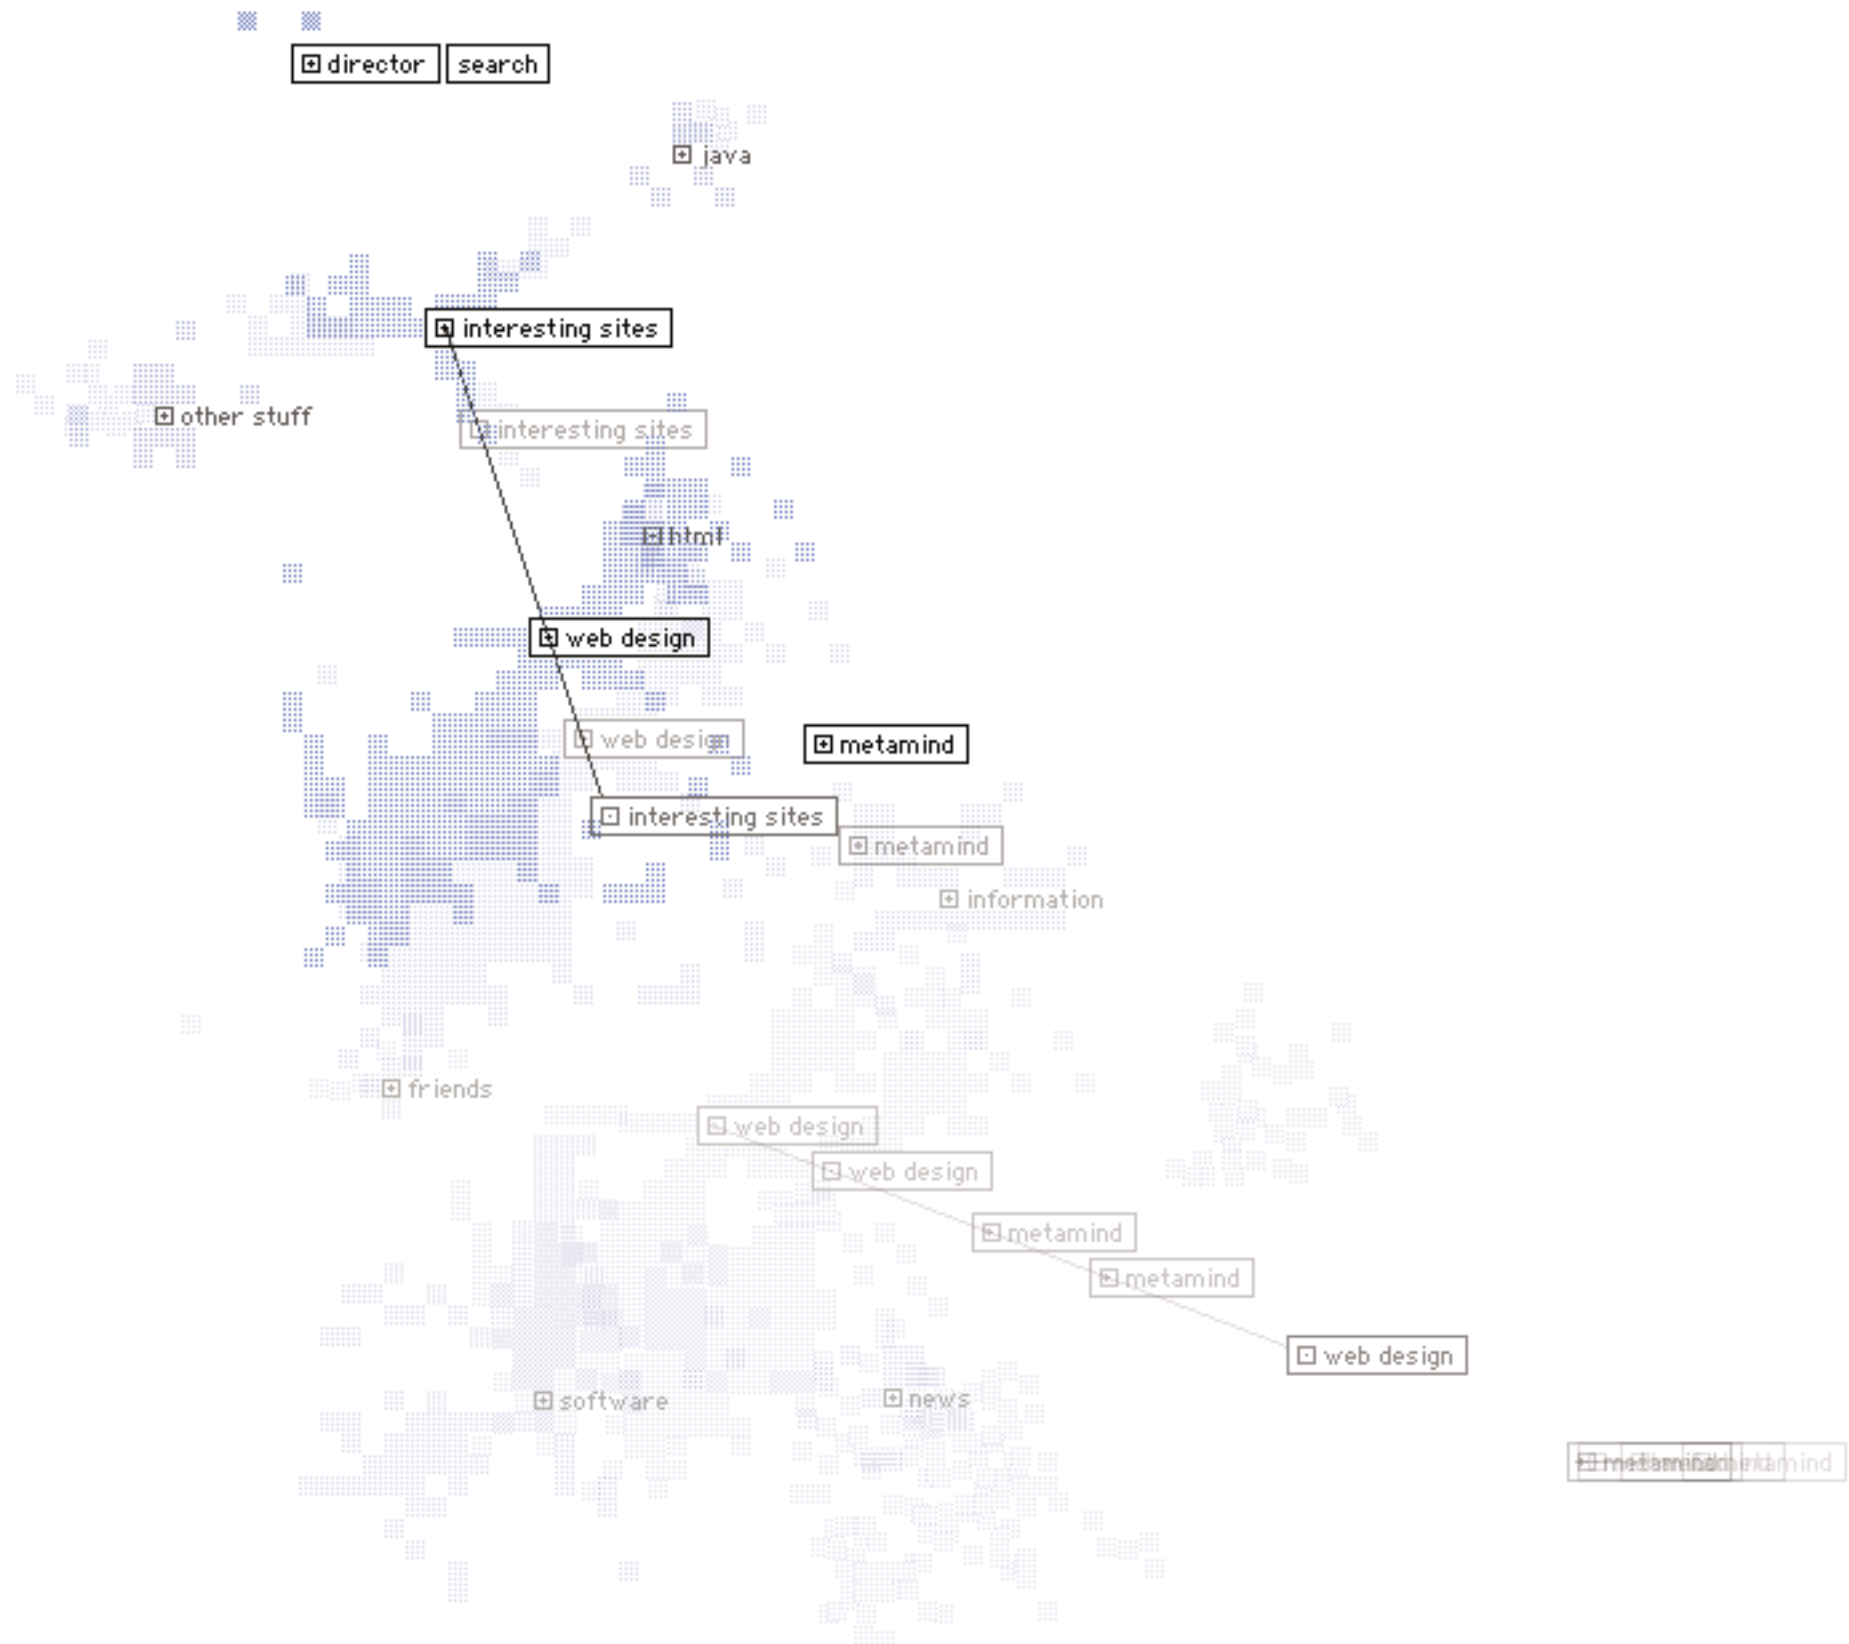 director search
java
interesting sites
other stuff
interesting sites
html
web design
web design
metamind
interesting sites
metamind
information
friends
web design
web design
metamind
metamind
web design
software
news
metamind